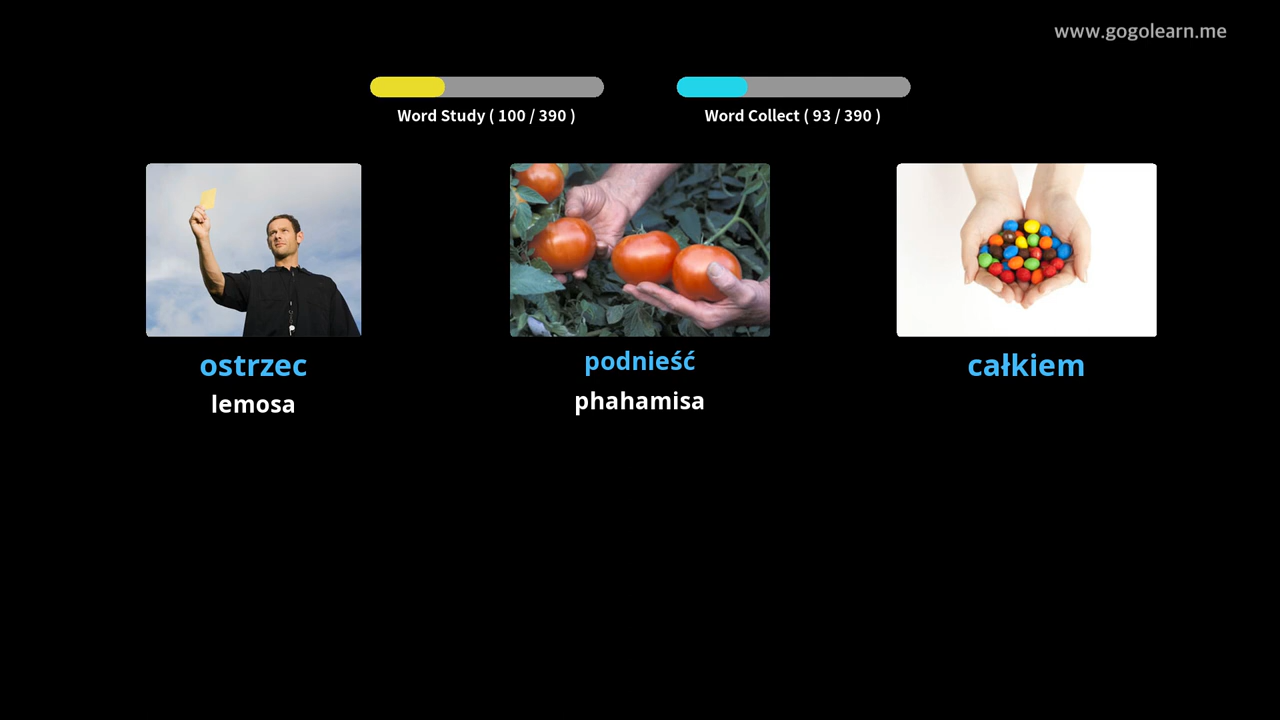 www.gogolearn.me
Word Study ( 100 / 390 )
Word Collect ( 93 / 390 )
ostrzec
lemosa
podnieść
phahamisa
całkiem